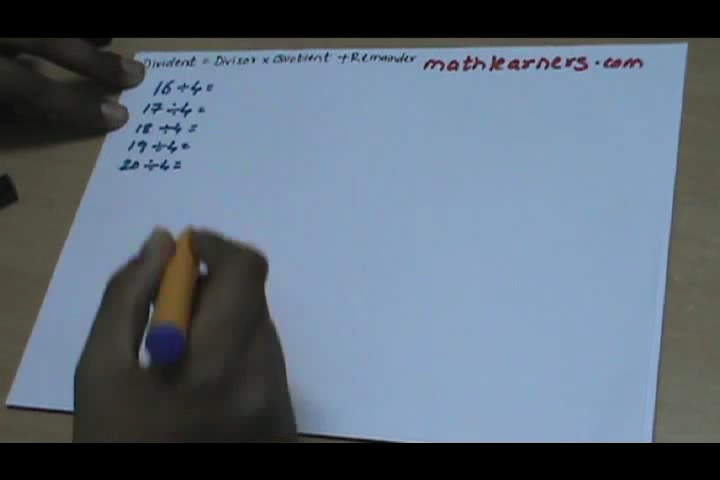 Divident = Divisor × Quotient + Remainder mathlearners.com
16 ÷ 4 =
17 ÷ 4 =
18 ÷ 4 =
19 ÷ 4 =
20 ÷ 4 =